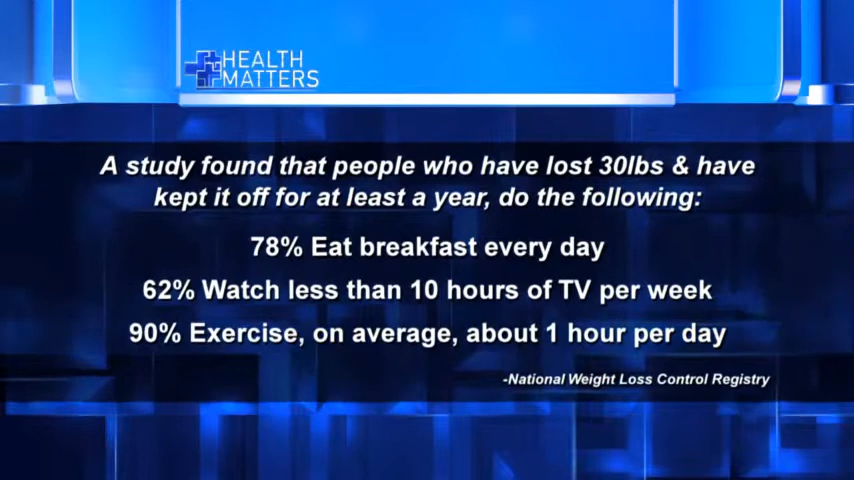 HEALTH
MATTERS
A study found that people who have lost 30lbs & have
kept it off for at least a year, do the following:
78% Eat breakfast every day
62% Watch less than 10 hours of TV per week
90% Exercise, on average, about 1 hour per day
-National Weight Loss Control Registry